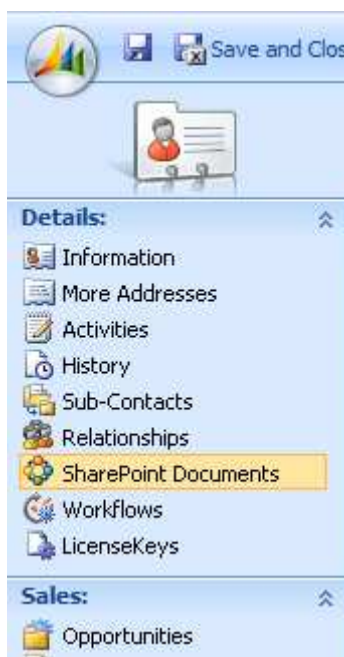 Save and Clos
Details:
Information
More Addresses
Activities
History
Sub-Contacts
Relationships
SharePoint Documents
Workflows
LicenseKeys
Sales:
Opportunities